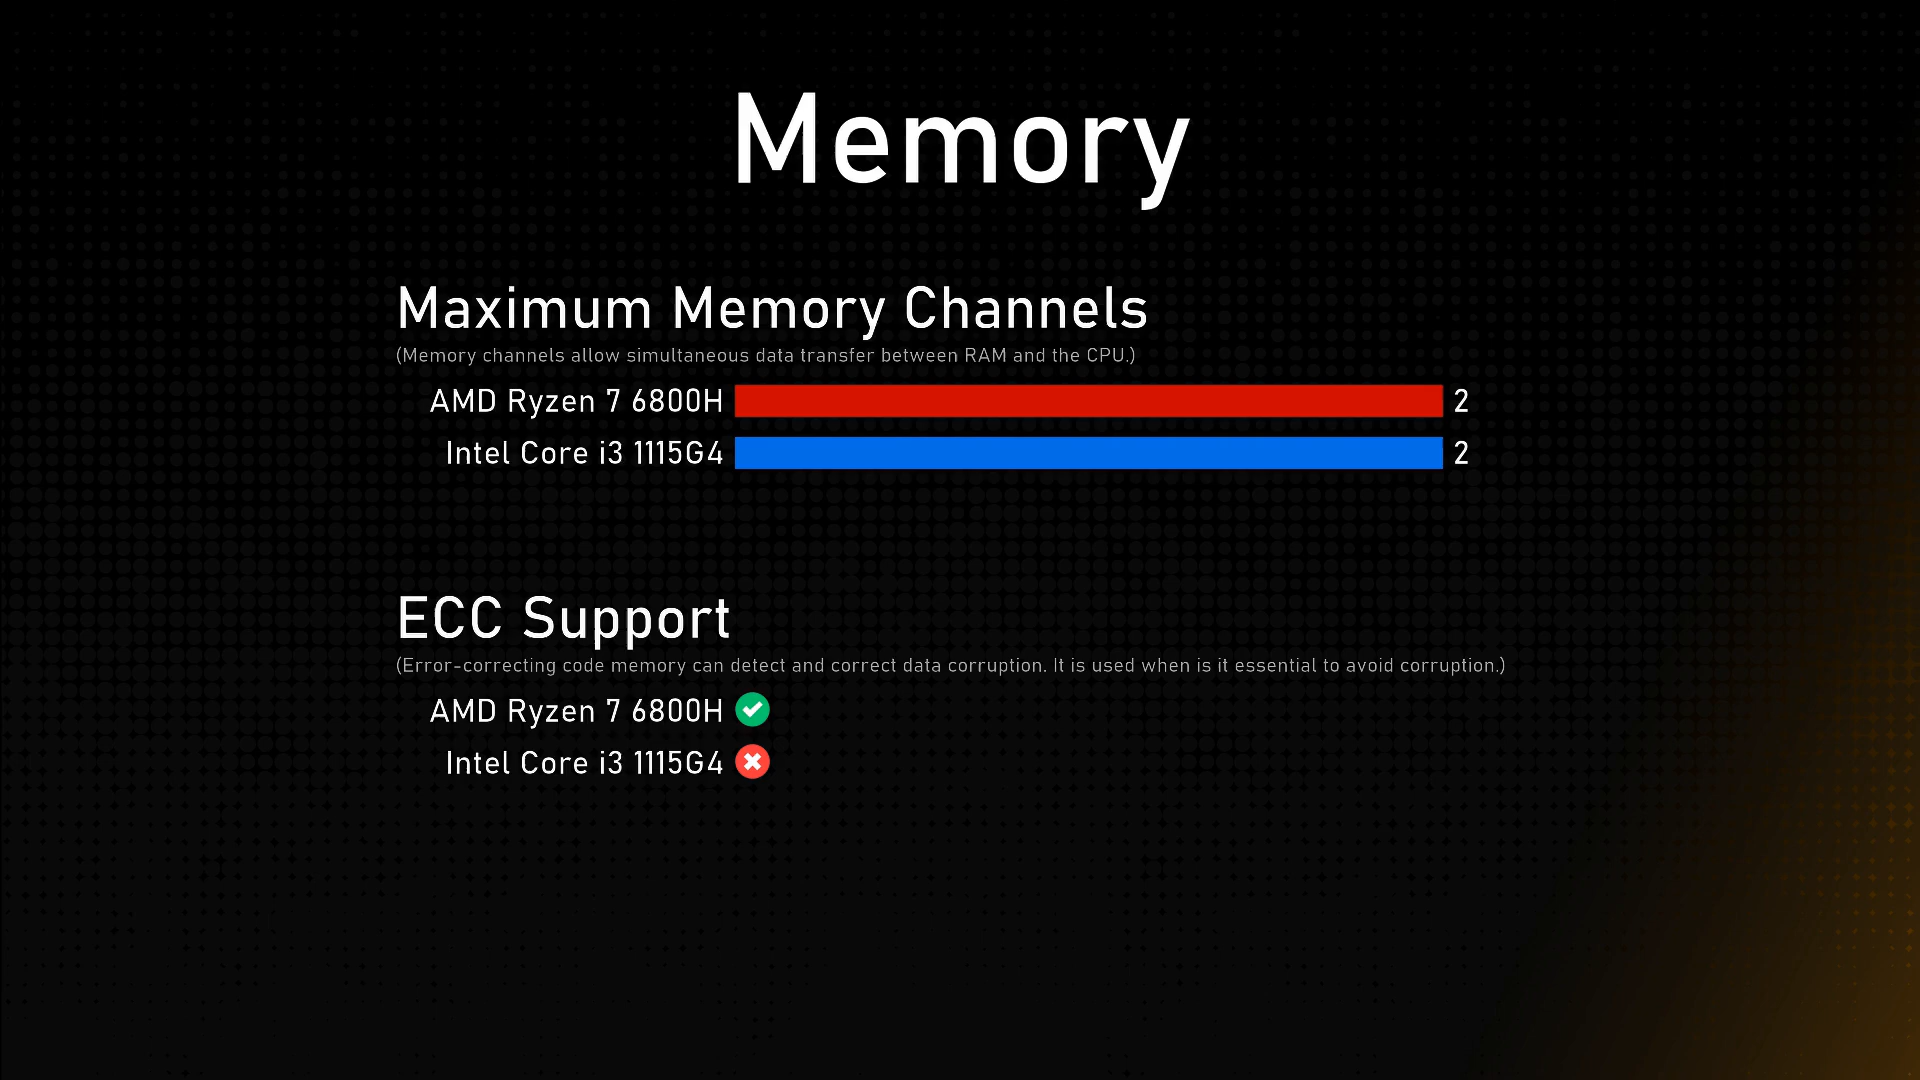 Memory
Maximum Memory Channels
(Memory channels allow simultaneous data transfer between RAM and the CPU.)
AMD Ryzen 7 6800H 2
Intel Core i3 1115G4 2
ECC Support
(Error-correcting code memory can detect and correct data corruption. It is used when is it essential to avoid corruption.)
AMD Ryzen 7 6800H
Intel Core i3 1115G4